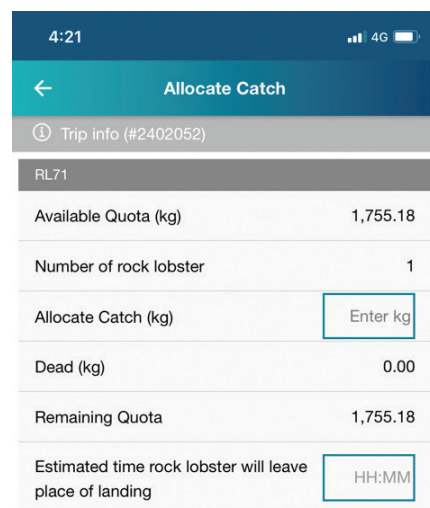 4:21
4G
Allocate Catch
Trip info (#2402052)
RL71
Available Quota (kg) 1,755.18
Number of rock lobster 1
Allocate Catch (kg) Enter kg
Dead (kg) 0.00
Remaining Quota 1,755.18
Estimated time rock lobster will leave
place of landing HH:MM